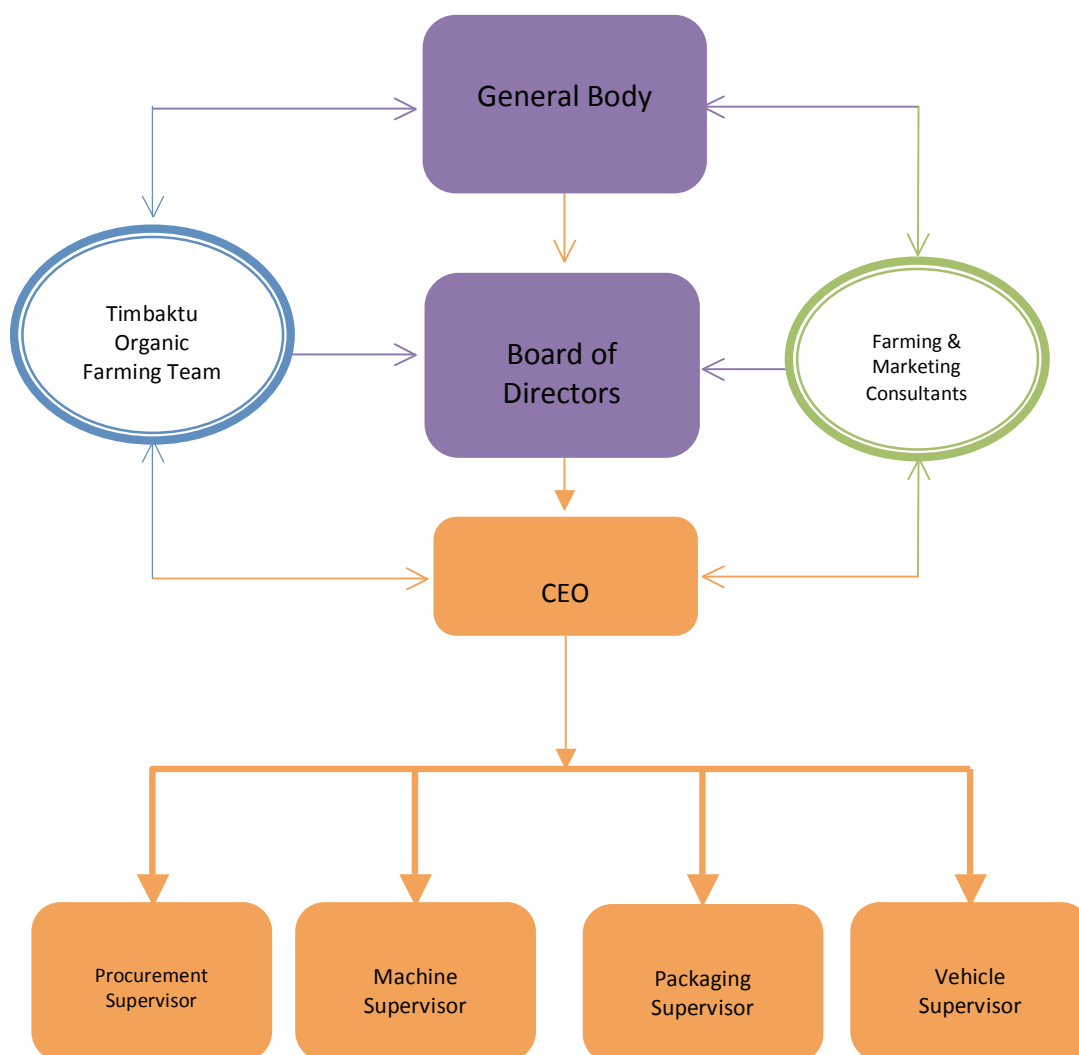 General Body
Timbaktu
Organic
Farming Team
Board of
Directors
Farming &
Marketing
Consultants
CEO
Procurement
Supervisor
Machine
Supervisor
Packaging
Supervisor
Vehicle
Supervisor